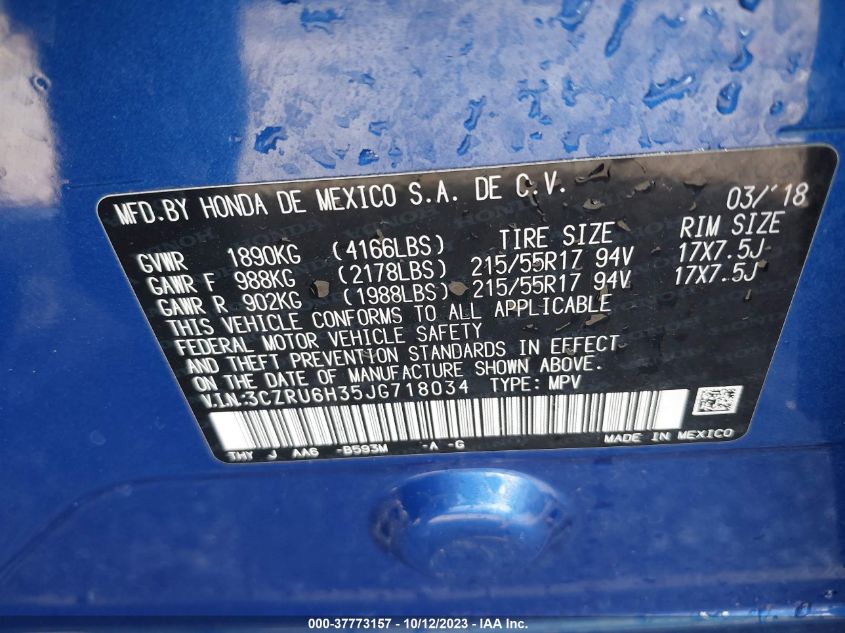 MFD.BY HONDA DE MEXICO S.A. DE C.V. 03/'18
TIRE SIZE RIM SIZE
GVWR 1890KG (4166LBS)
GAWR F 988KG (2178LBS) 215/55R17 94V 17X7.5J
GAWR R 902KG (1988LBS) 215/55R17 94V 17X7.5J
THIS VEHICLE CONFORMS TO ALL APPLICABLE
FEDERAL MOTOR VEHICLE SAFETY
AND THEFT PREVENTION STANDARDS IN EFFECT
ON THE DATE OF MANUFACTURE SHOWN ABOVE.
V.I.N:3CZRU6H35JG718034 TYPE: MPV
MADE IN MEXICO
THY J AA6 -B593M -A -G
000-37773157 - 10/12/2023 - IAA Inc.